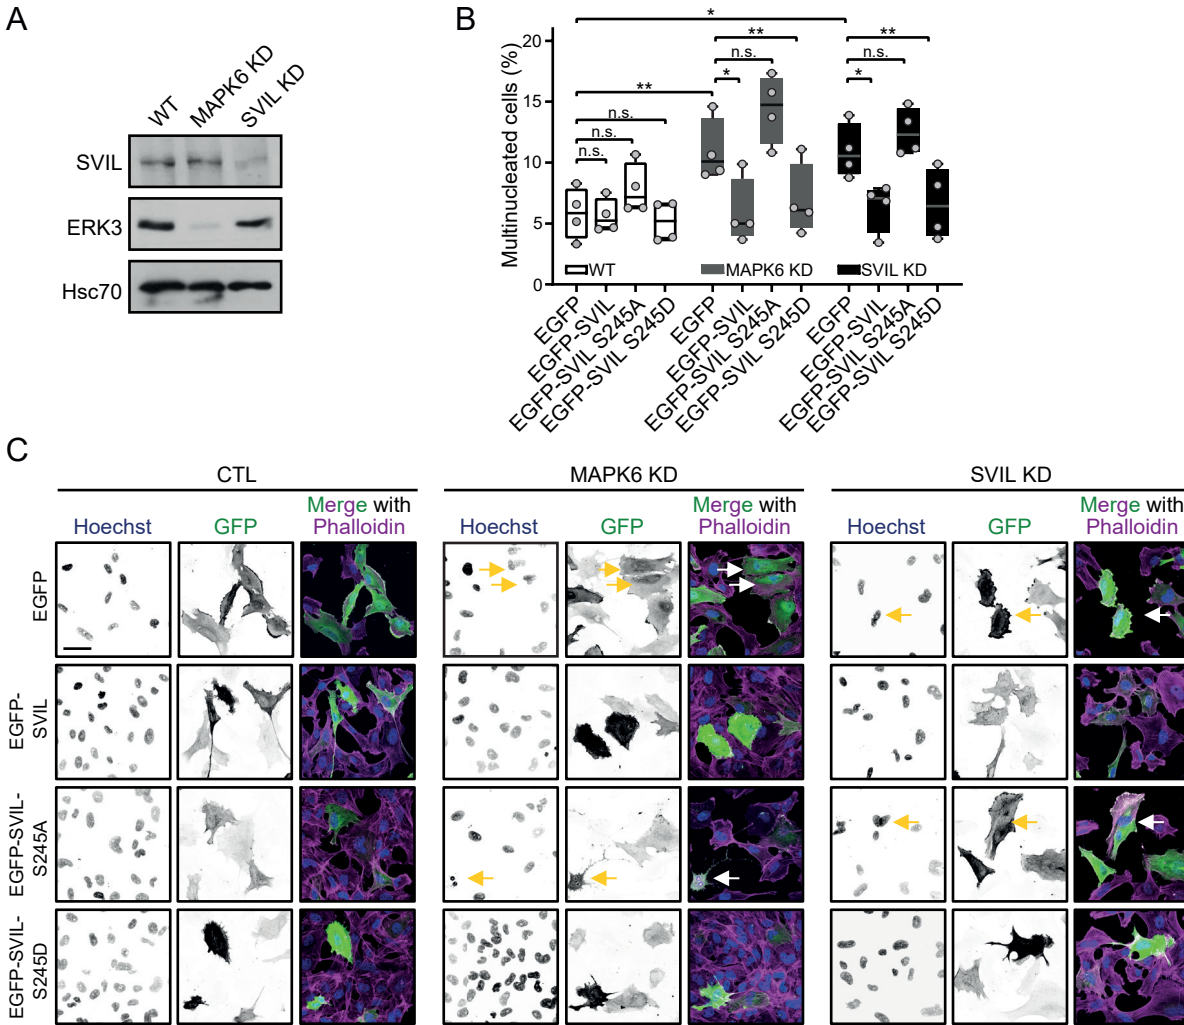 A
WT
MAPK6 KD
SVIL KD
SVIL
ERK3
Hsc70
B
Multinucleated cells (%)
20
15
10
5
0
*
**
**
n.s.
n.s.
*
*
**
n.s.
n.s.
n.s.
WT
MAPK6 KD
SVIL KD
EGFP
EGFP-SVIL
EGFP-SVIL S245A
EGFP-SVIL S245D
EGFP
EGFP-SVIL
EGFP-SVIL S245A
EGFP-SVIL S245D
EGFP
EGFP-SVIL
EGFP-SVIL S245A
EGFP-SVIL S245D
C
CTL
MAPK6 KD
SVIL KD
Hoechst
GFP
Merge with
Phalloidin
Hoechst
GFP
Merge with
Phalloidin
Hoechst
GFP
Merge with
Phalloidin
EGFP
EGFP-
SVIL
EGFP-SVIL-
S245A
EGFP-SVIL-
S245D